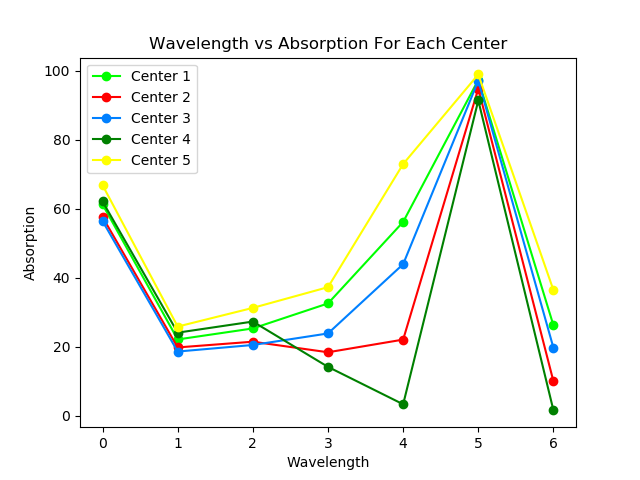 Wavelength vs Absorption For Each Center
Center 1
Center 2
Center 3
Center 4
Center 5
100
80
60
40
20
0
Absorption
0 1 2 3 4 5 6
Wavelength